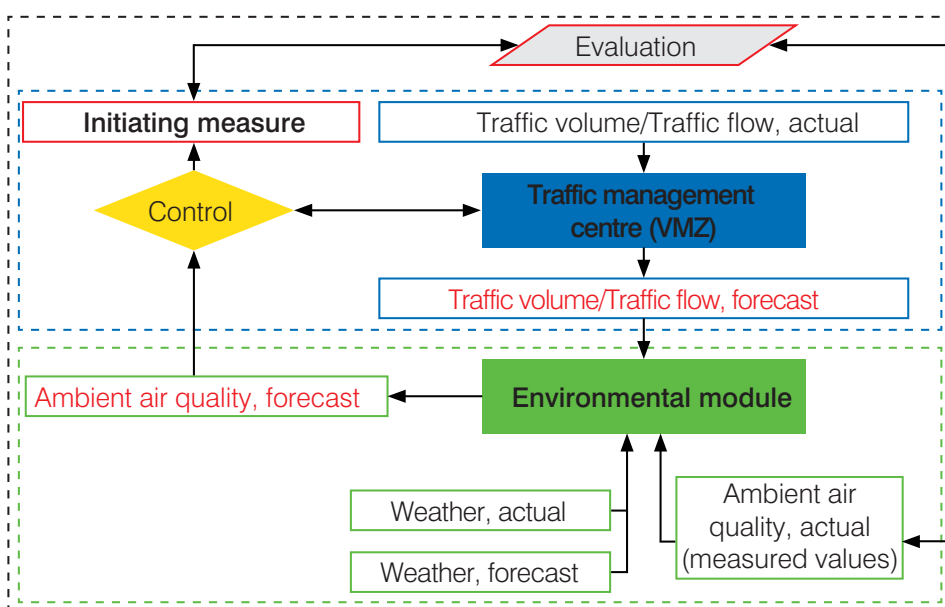 Evaluation
Initiating measure
Traffic volume/Traffic flow, actual
Control
Traffic management
centre (VMZ)
Traffic volume/Traffic flow, forecast
Ambient air quality, forecast
Environmental module
Weather, actual
Weather, forecast
Ambient air
quality, actual
(measured values)